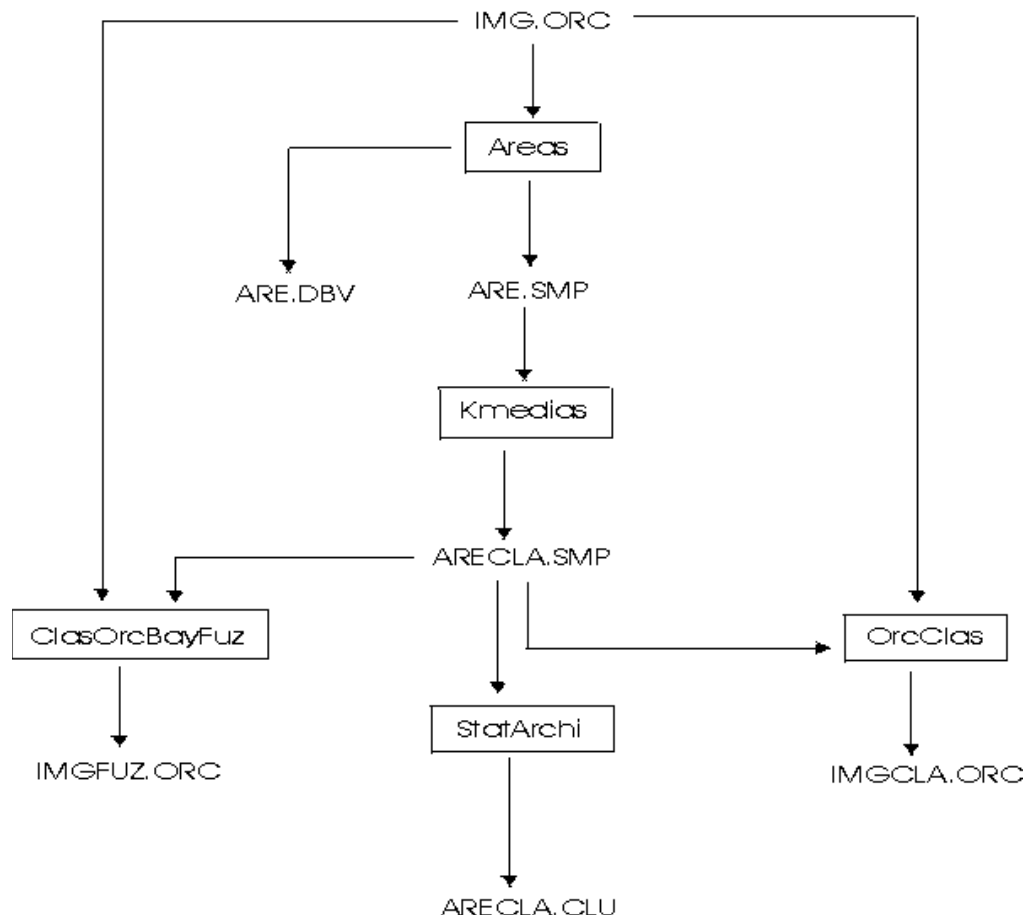 IMG.ORC
Areas
ARE.DBV
ARE.SMP
Kmedias
ARECLA.SMP
ClasOrcBayFuz
OrcClas
StatArchi
IMGFUZ.ORC
IMGCLA.ORC
ARECLA.CLU